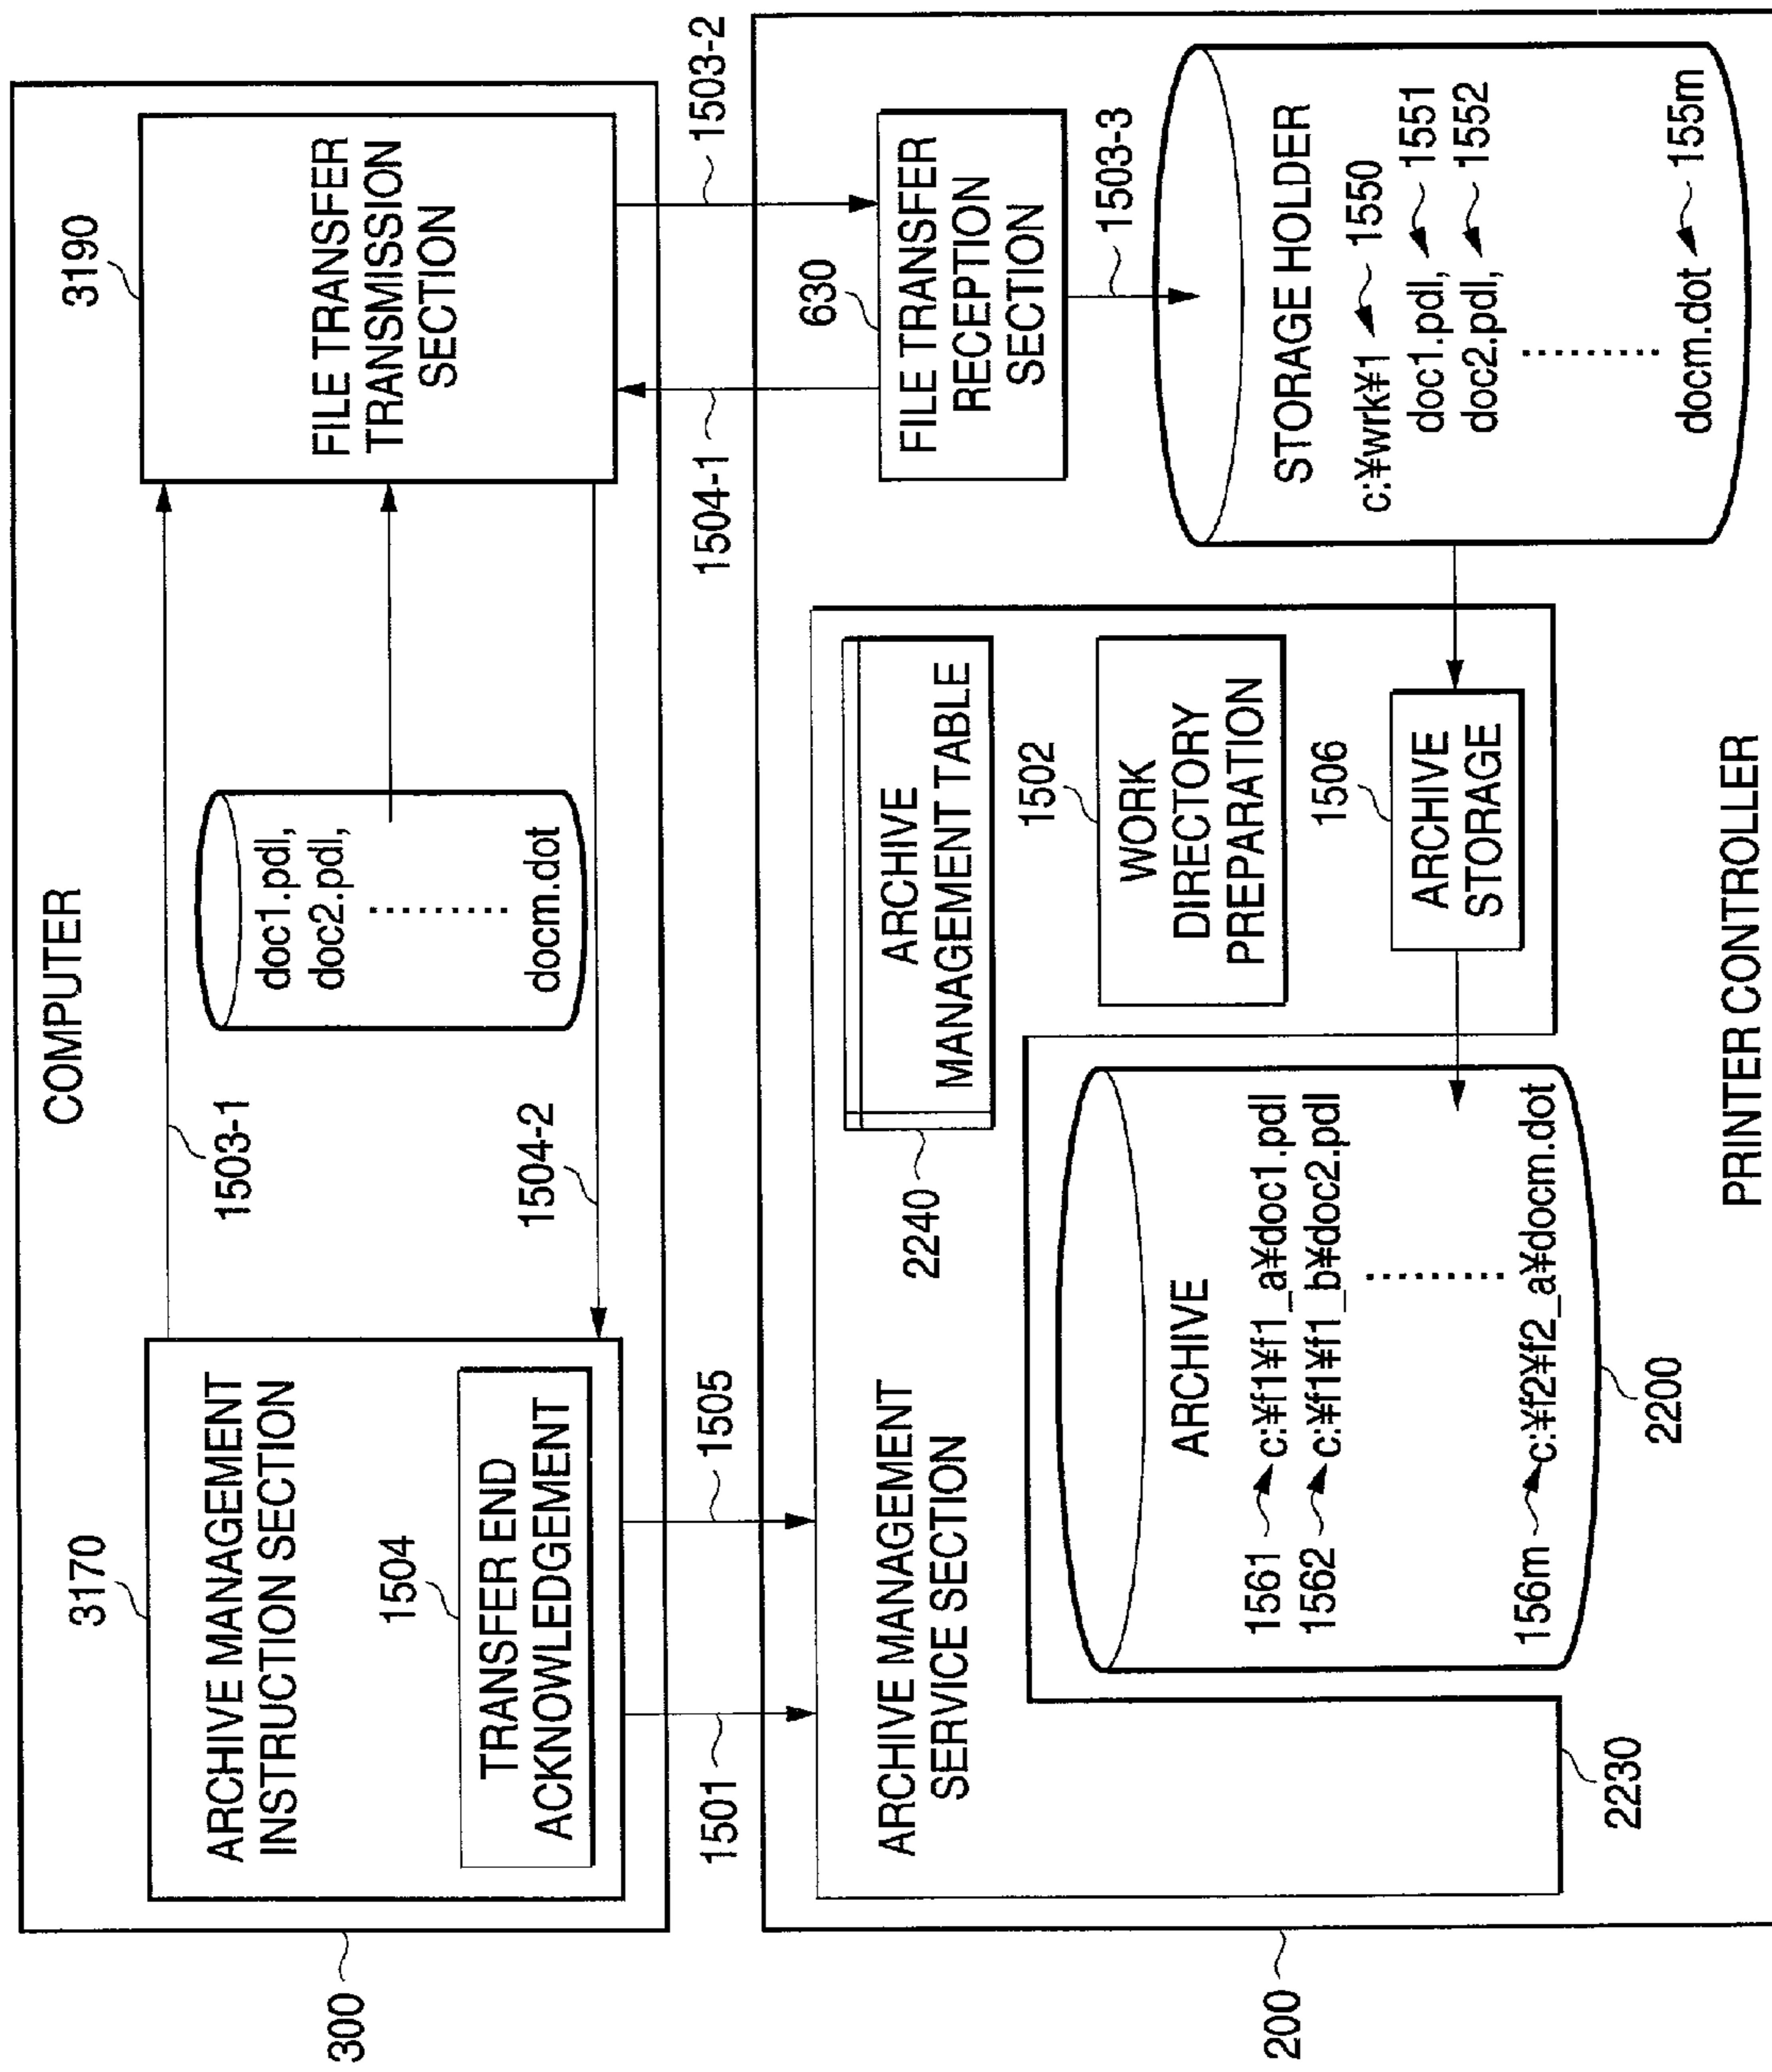 COMPUTER
300
3170
ARCHIVE MANAGEMENT
INSTRUCTION SECTION
1504
TRANSFER END
ACKNOWLEDGEMENT
1503-1
doc1.pdl,
doc2.pdl,
docm.dot
1504-2
3190
FILE TRANSFER
TRANSMISSION
SECTION
1501
1505
1504-1
1503-2
200
ARCHIVE MANAGEMENT
SERVICE SECTION
2240
ARCHIVE
MANAGEMENT TABLE
1502
WORK
DIRECTORY
PREPARATION
1506
ARCHIVE
STORAGE
ARCHIVE
1561 c:¥f1¥f1_a¥doc1.pdl
1562 c:¥f1¥f1_b¥doc2.pdl
156m c:¥f2¥f2_a¥docm.dot
2200
2230
630
FILE TRANSFER
RECEPTION
SECTION
1503-3
STORAGE HOLDER
c:¥wrk¥1 1550
doc1.pdl, 1551
doc2.pdl, 1552
docm.dot 155m
PRINTER CONTROLLER